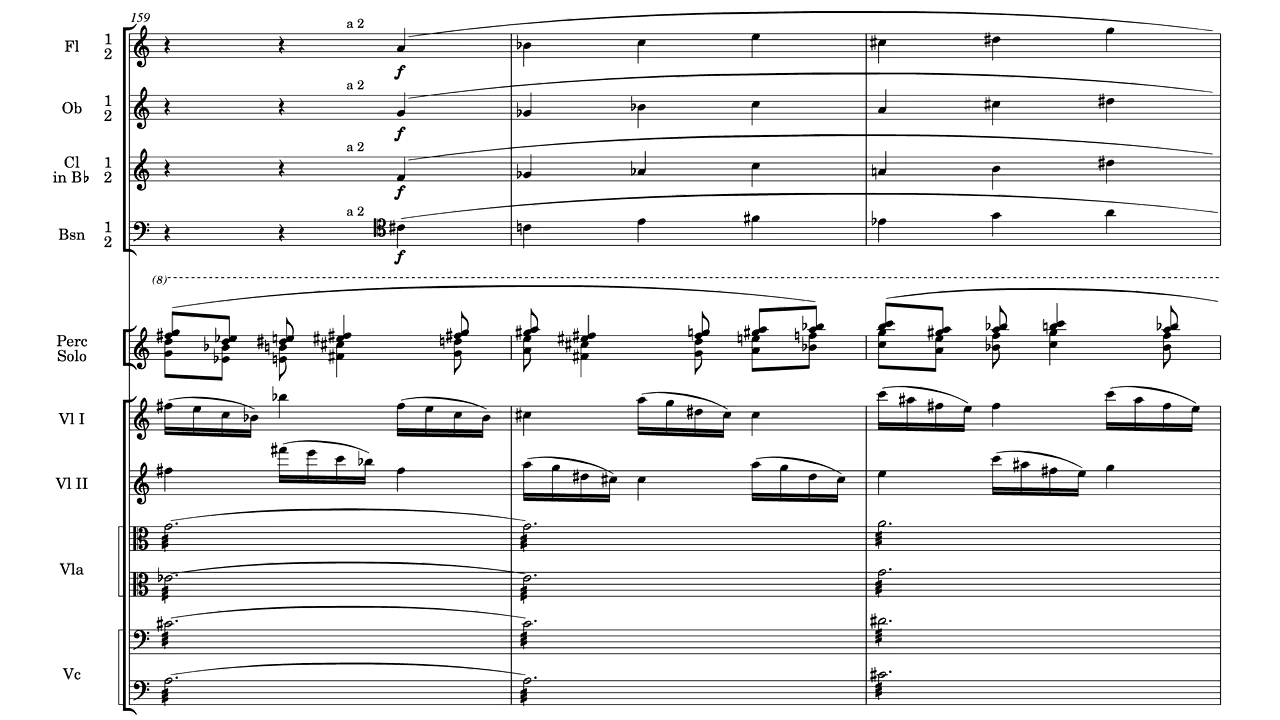 159
a 2
Fl 1
2
f
a 2
Ob 1
2
f
a 2
Cl 1
in B♭ 2
f
a 2
Bsn 1
2
f
(8)
Perc
Solo
Vl I
Vl II
Vla
Vc